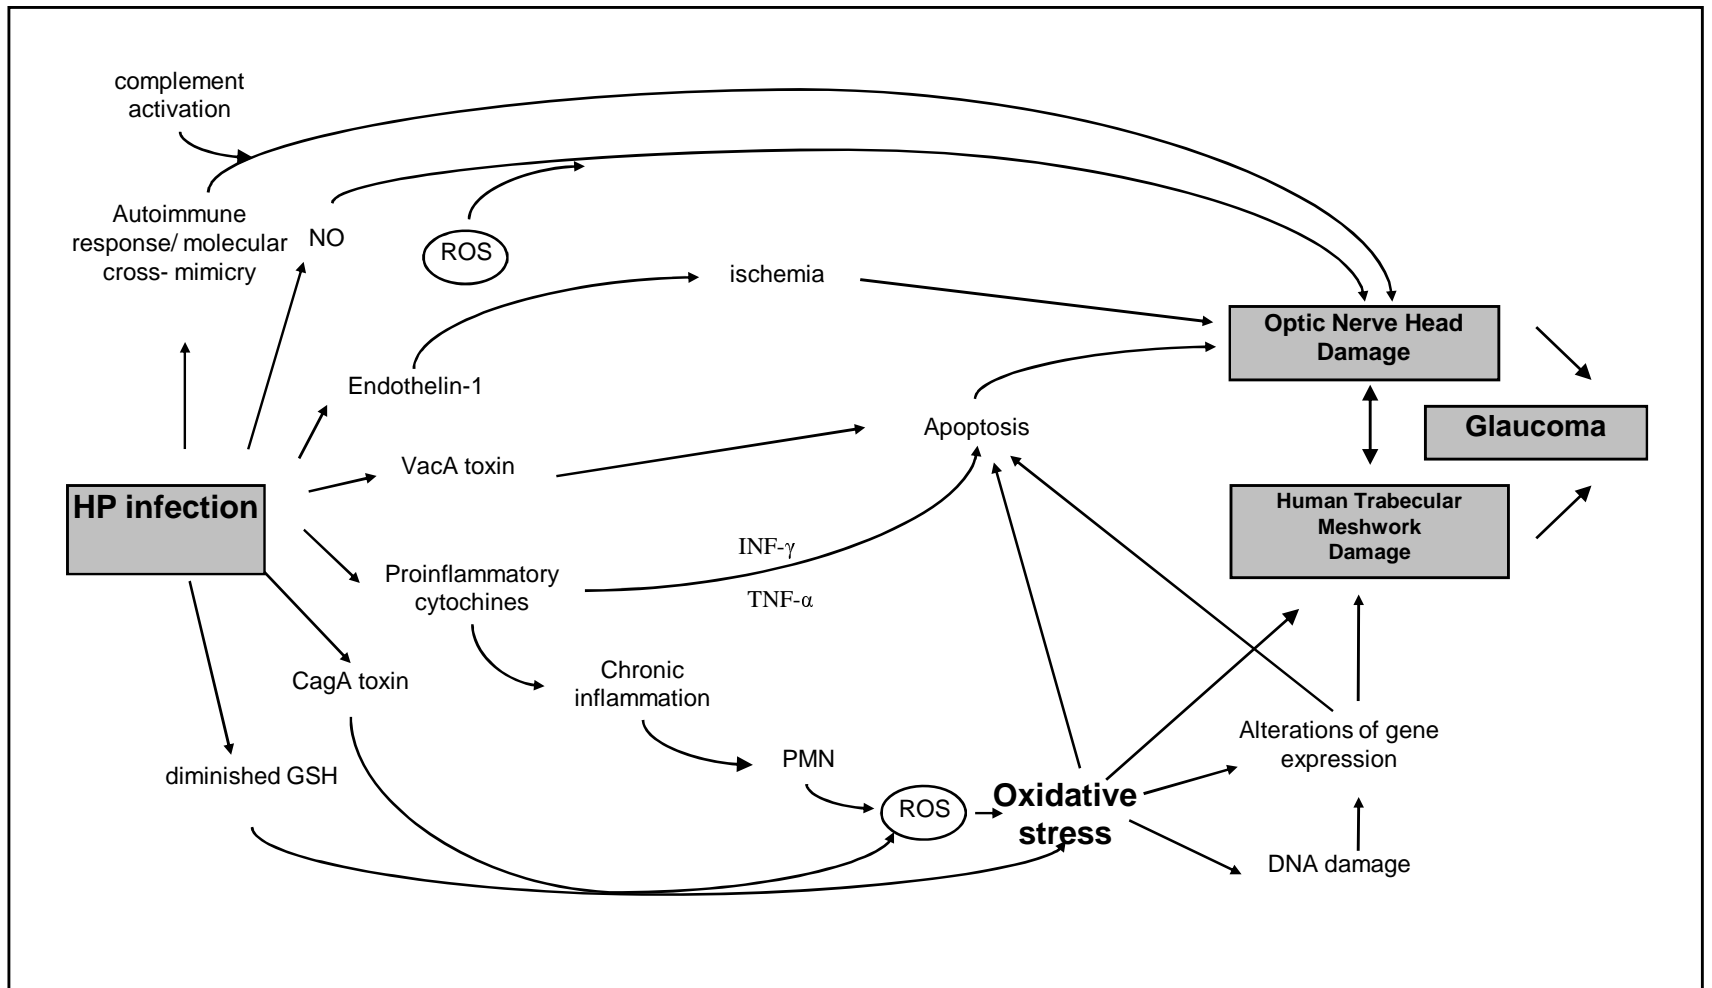 complement
activation
Autoimmune
response/ molecular
cross- mimicry
NO
ROS
ischemia
Optic Nerve Head
Damage
Endothelin-1
Apoptosis
Glaucoma
VacA toxin
HP infection
Human Trabecular
Meshwork
Damage
INF-γ
TNF-α
Proinflammatory
cytochines
CagA toxin
Chronic
inflammation
Alterations of gene
expression
diminished GSH
PMN
ROS
Oxidative
stress
DNA damage